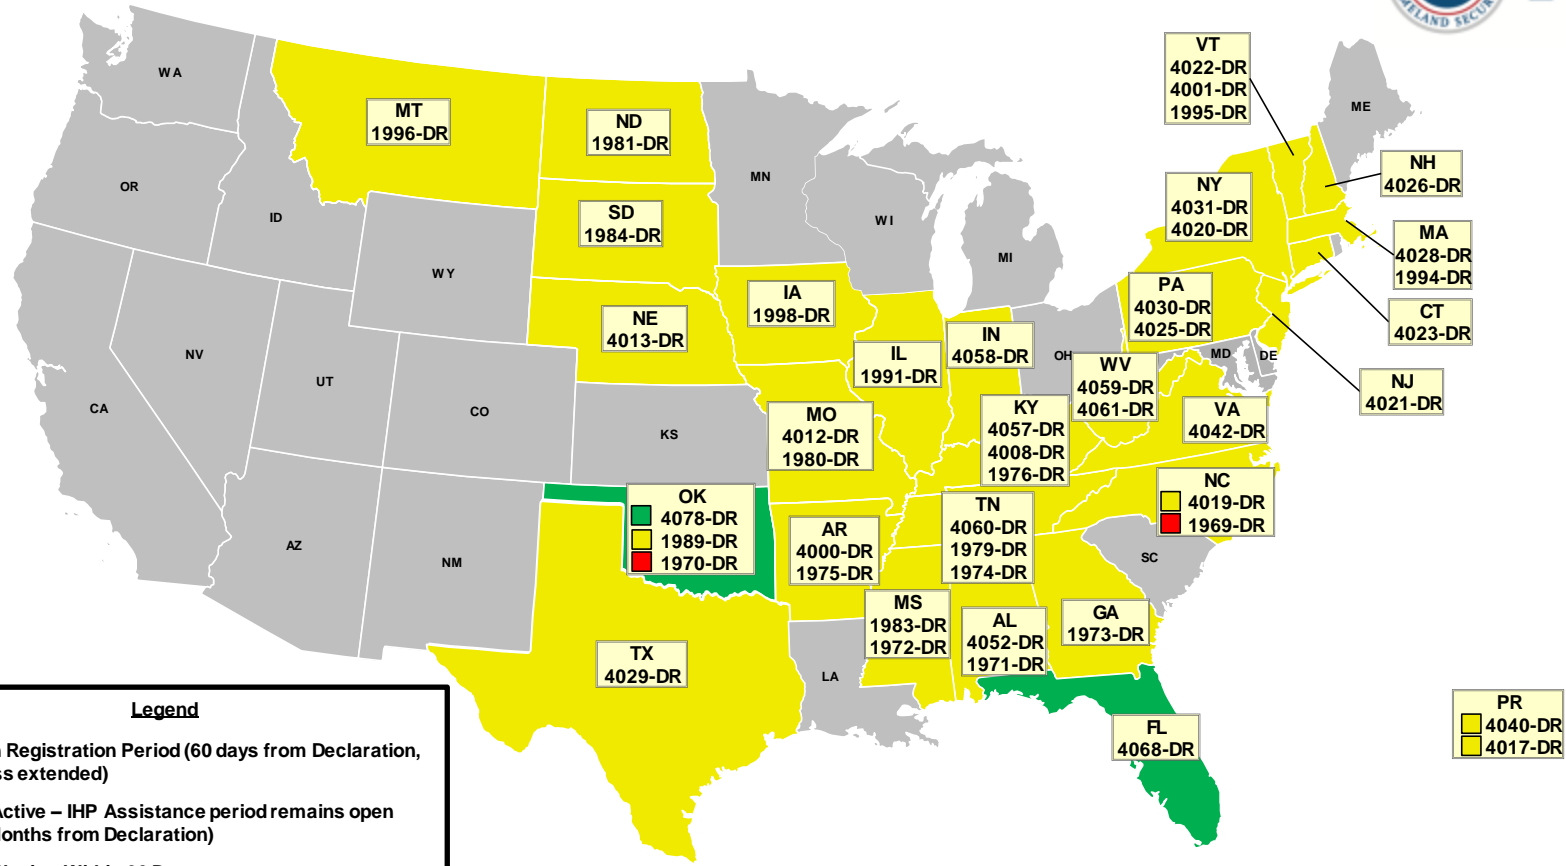 MELAND SECUR
VT
4022-DR
4001-DR
1995-DR
WA
MT
1996-DR
ND
1981-DR
ME
NH
4026-DR
OR
ID
MN
SD
1984-DR
WI
NY
4031-DR
4020-DR
MA
4028-DR
1994-DR
WY
MI
IA
1998-DR
PA
4030-DR
4025-DR
CT
4023-DR
NE
4013-DR
IN
4058-DR
NV
UT
IL
1991-DR
OH
MD
DE
WV
4059-DR
4061-DR
NJ
4021-DR
CA
CO
KS
MO
4012-DR
1980-DR
KY
4057-DR
4008-DR
1976-DR
VA
4042-DR
OK
4078-DR
1989-DR
1970-DR
NC
4019-DR
1969-DR
AZ
NM
AR
4000-DR
1975-DR
TN
4060-DR
1979-DR
1974-DR
SC
MS
1983-DR
1972-DR
AL
4052-DR
1971-DR
GA
1973-DR
TX
4029-DR
LA
FL
4068-DR
PR
4040-DR
4017-DR
Legend
Registration Period (60 days from Declaration,
ss extended)
Active – IHP Assistance period remains open
Months from Declaration)